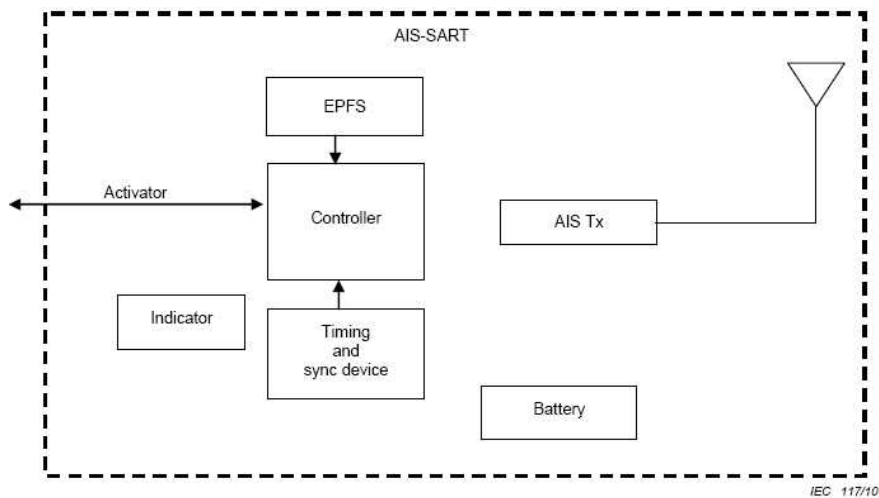 AIS-SART
EPFS
Activator
Controller
AIS Tx
Indicator
Timing
and
sync device
Battery
IEC 117/10